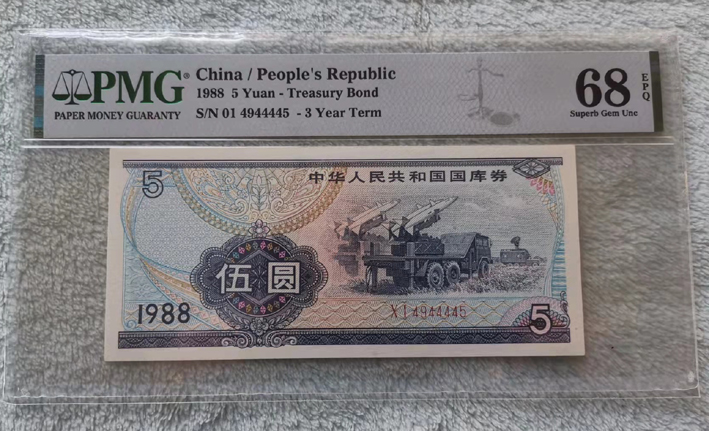 PMG®
PAPER MONEY GUARANTY
China / People's Republic
1988 5 Yuan - Treasury Bond
S/N 01 4944445 - 3 Year Term
68
EPQ
Superb Gem Unc
5
中华人民共和国国库券
伍圆
1988
XI4944445
5